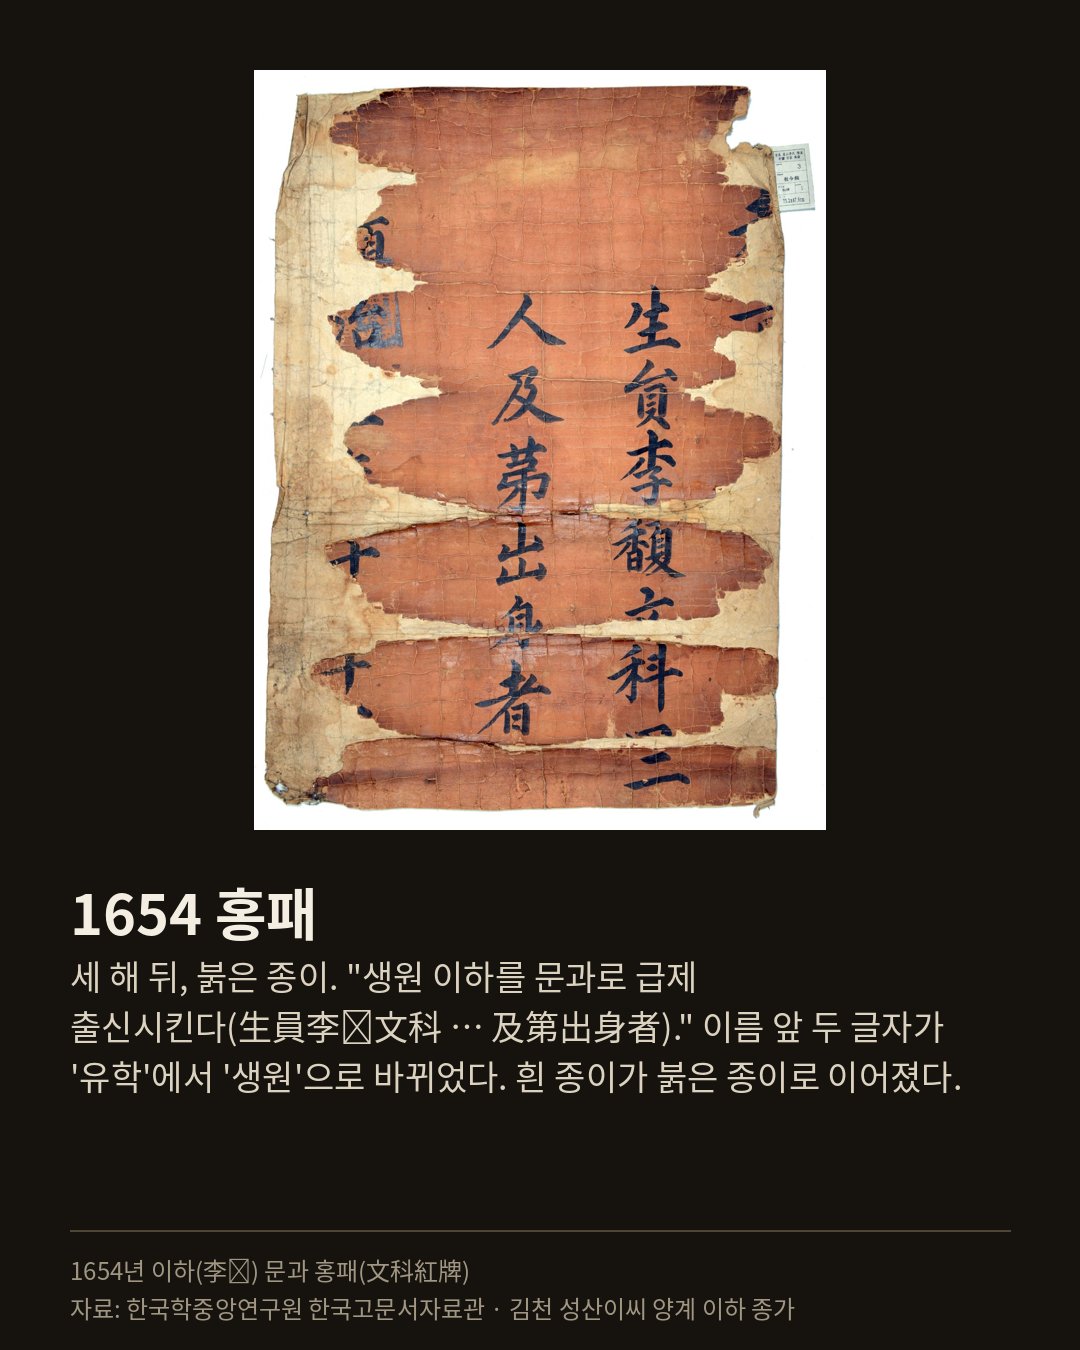 生員李馥文科三
人及第出身者
十
十
1654 홍패
세 해 뒤, 붉은 종이. "생원 이하를 문과로 급제
출신시킨다(生員李☒文科 … 及第出身者)." 이름 앞 두 글자가
'유학'에서 '생원'으로 바뀌었다. 흰 종이가 붉은 종이로 이어졌다.
1654년 이하(李☒) 문과 홍패(文科紅牌)
자료: 한국학중앙연구원 한국고문서자료관 · 김천 성산이씨 양계 이하 종가